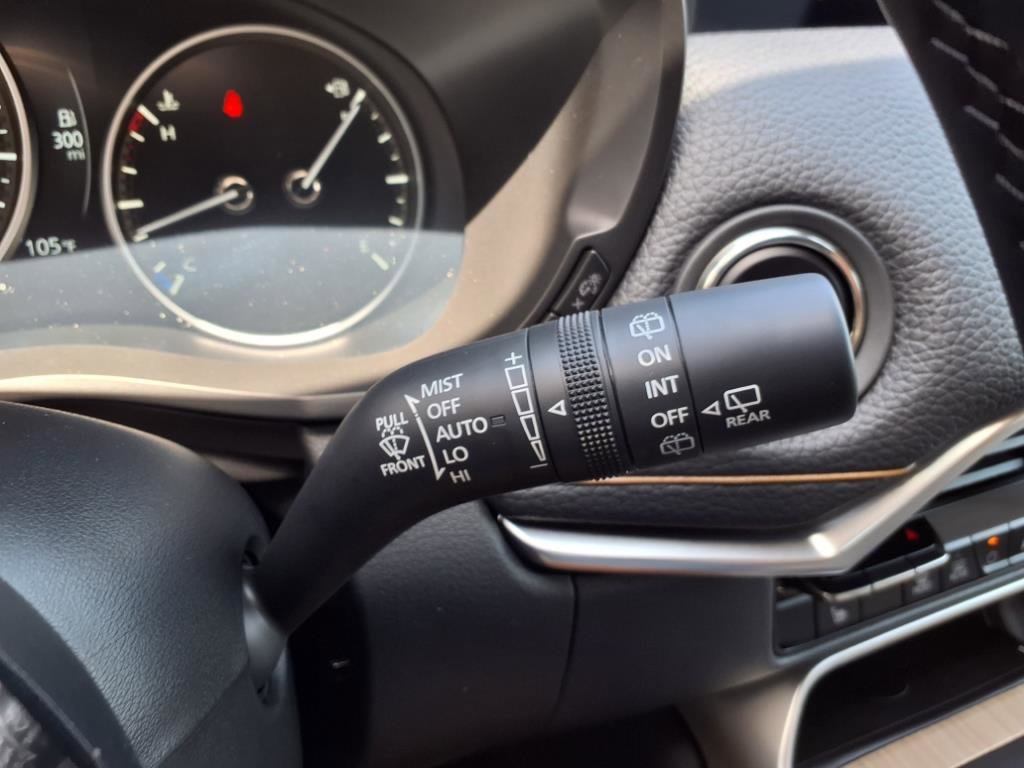 H
300
mi
105°F
C
E
+
MIST
OFF
AUTO
LO
HI
PULL
FRONT
+
-
ON
INT
OFF
REAR